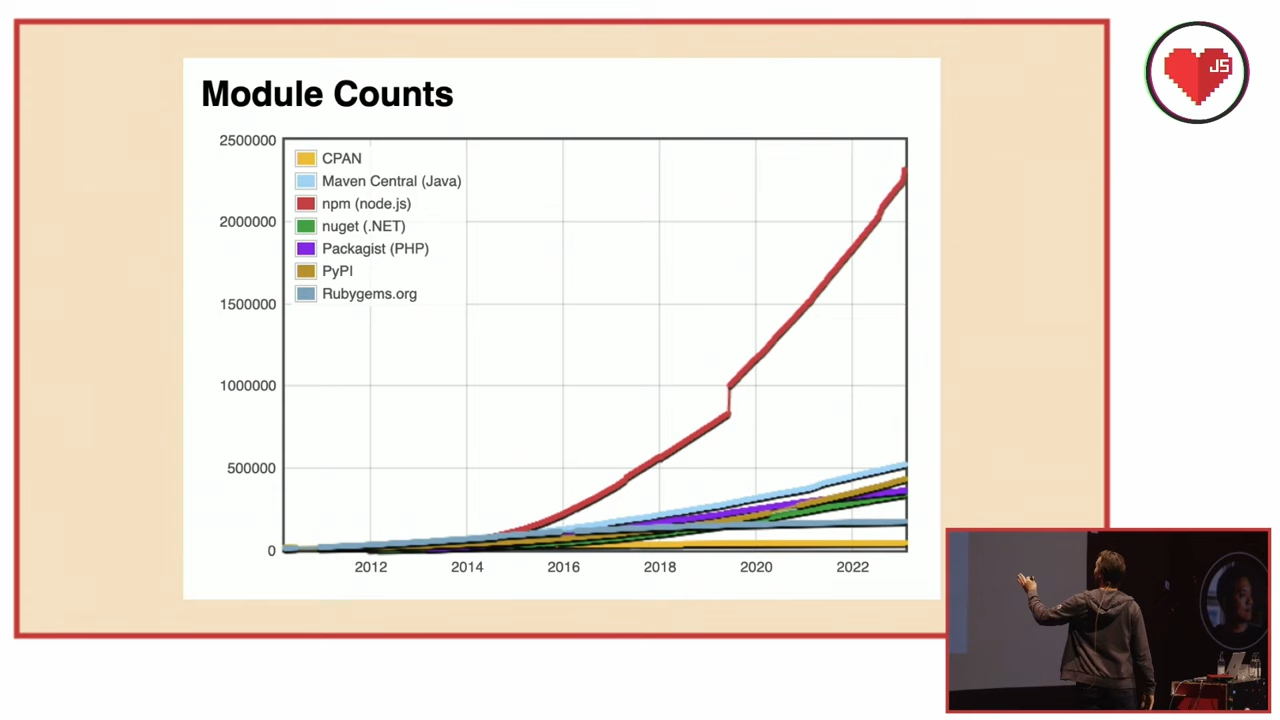 JS
Module Counts
2500000
2000000
1500000
1000000
500000
0
CPAN
Maven Central (Java)
npm (node.js)
nuget (.NET)
Packagist (PHP)
PyPI
Rubygems.org
2012
2014
2016
2018
2020
2022